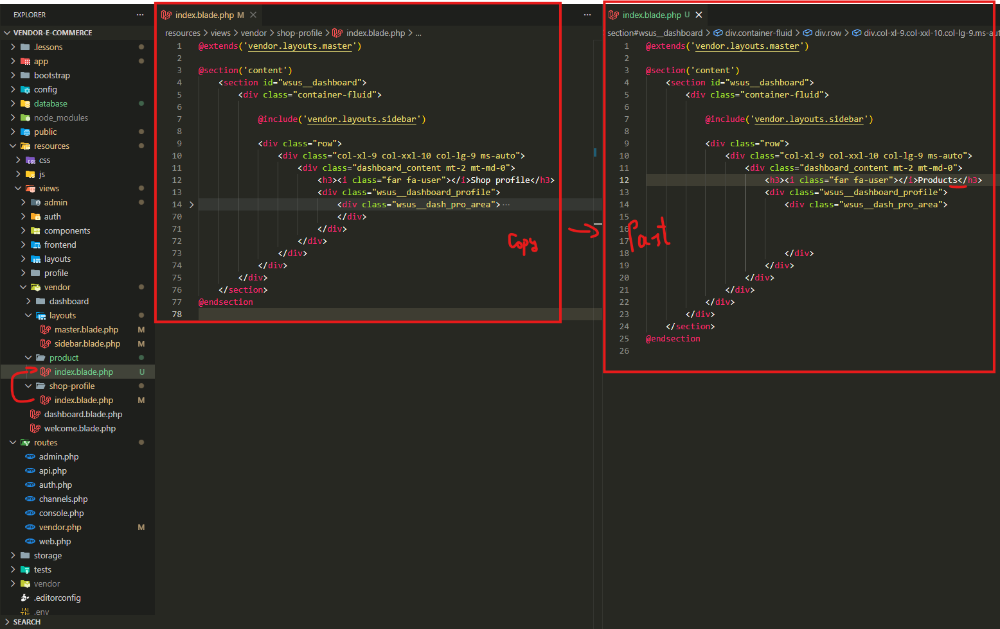 EXPLORER
VENDOR-E-COMMERCE
.lessons
app
bootstrap
config
database
node_modules
public
resources
css
js
views
admin
auth
components
frontend
layouts
profile
vendor
dashboard
layouts
master.blade.php M
sidebar.blade.php M
product
index.blade.php U
shop-profile
index.blade.php M
dashboard.blade.php
welcome.blade.php
routes
admin.php
api.php
auth.php
channels.php
console.php
vendor.php M
web.php
storage
tests
vendor
.editorconfig
.env
SEARCH
index.blade.php M
resources > views > vendor > shop-profile > index.blade.php > ...
1 @extends('vendor.layouts.master')
2
3 @section('content')
4 <section id="wsus__dashboard">
5 <div class="container-fluid">
6
7 @include('vendor.layouts.sidebar')
8
9 <div class="row">
10 <div class="col-xl-9 col-xxl-10 col-lg-9 ms-auto">
11 <div class="dashboard_content mt-2 mt-md-0">
12 <h3><i class="far fa-user"></i>Shop profile</h3>
13 <div class="wsus__dashboard_profile">
14 <div class="wsus__dash_pro_area">···
70 </div>
71 </div>
72 </div>
73 </div>
74 </div>
75 </div>
76 </section>
77 @endsection
78
Copy
index.blade.php U
section#wsus__dashboard > div.container-fluid > div.row > div.col-xl-9.col-xxl-10.col-lg-9.ms-au
1 @extends('vendor.layouts.master')
2
3 @section('content')
4 <section id="wsus__dashboard">
5 <div class="container-fluid">
6
7 @include('vendor.layouts.sidebar')
8
9 <div class="row">
10 <div class="col-xl-9 col-xxl-10 col-lg-9 ms-auto">
11 <div class="dashboard_content mt-2 mt-md-0">
12 <h3><i class="far fa-user"></i>Products</h3>
13 <div class="wsus__dashboard_profile">
14 <div class="wsus__dash_pro_area">
15
16
17
18 </div>
19 </div>
20 </div>
21 </div>
22 </div>
23 </div>
24 </section>
25 @endsection
26
Past